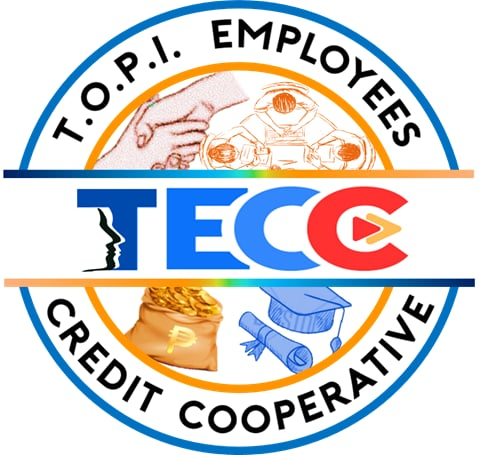 T.O.P.I. EMPLOYEES
TECC
₱
CREDIT COOPERATIVE